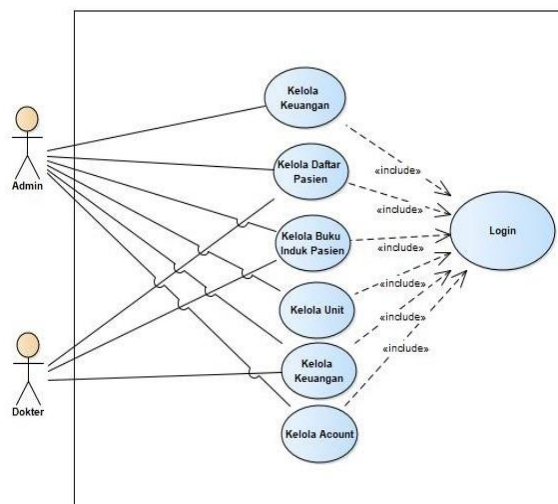 Kelola
Keuangan
«include»
Admin
Kelola Daftar
Pasien
«include»
Login
Kelola Buku
Induk Pasien
«include»
Kelola Unit
«include»
Dokter
Kelola
Keuangan
«include»
«include»
Kelola Acount